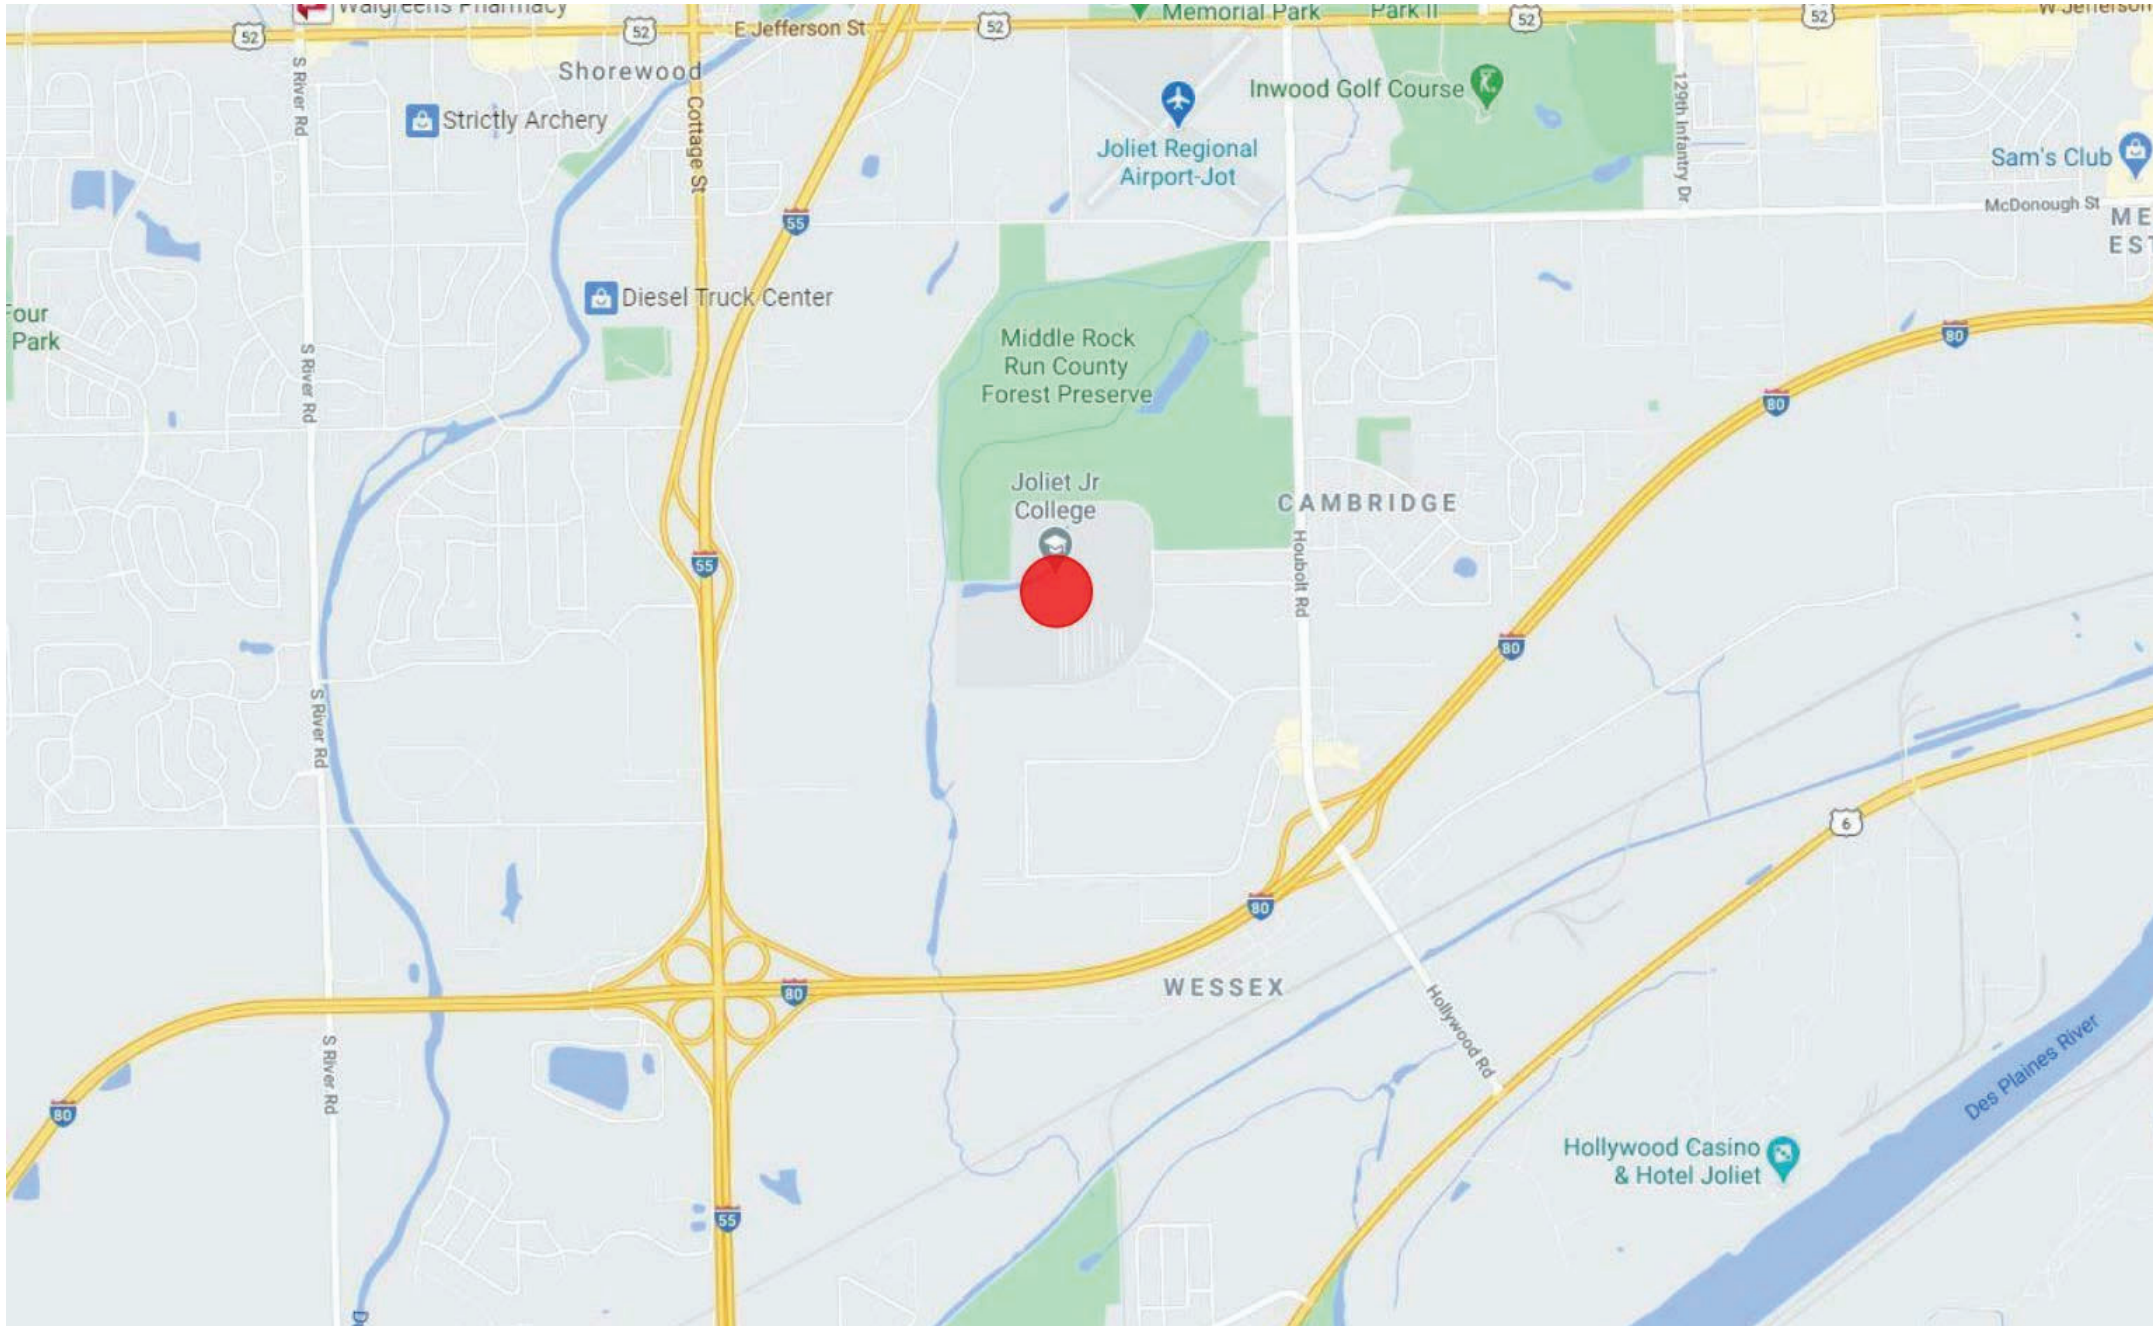 Walgreens Pharmacy
52
52
E Jefferson St
52
Memorial Park
Park II
52
52
W Jefferson
S River Rd
Shorewood
Strictly Archery
Cottage St
Inwood Golf Course
129th Infantry Dr
Joliet Regional
Airport-Jot
Sam's Club
McDonough St
ME
EST
55
Diesel Truck Center
Four
Park
S River Rd
Middle Rock
Run County
Forest Preserve
80
80
Joliet Jr
College
CAMBRIDGE
55
Houbolt Rd
80
S River Rd
6
80
80
WESSEX
Hollywood Rd
S River Rd
80
Des Plaines River
Hollywood Casino
& Hotel Joliet
55